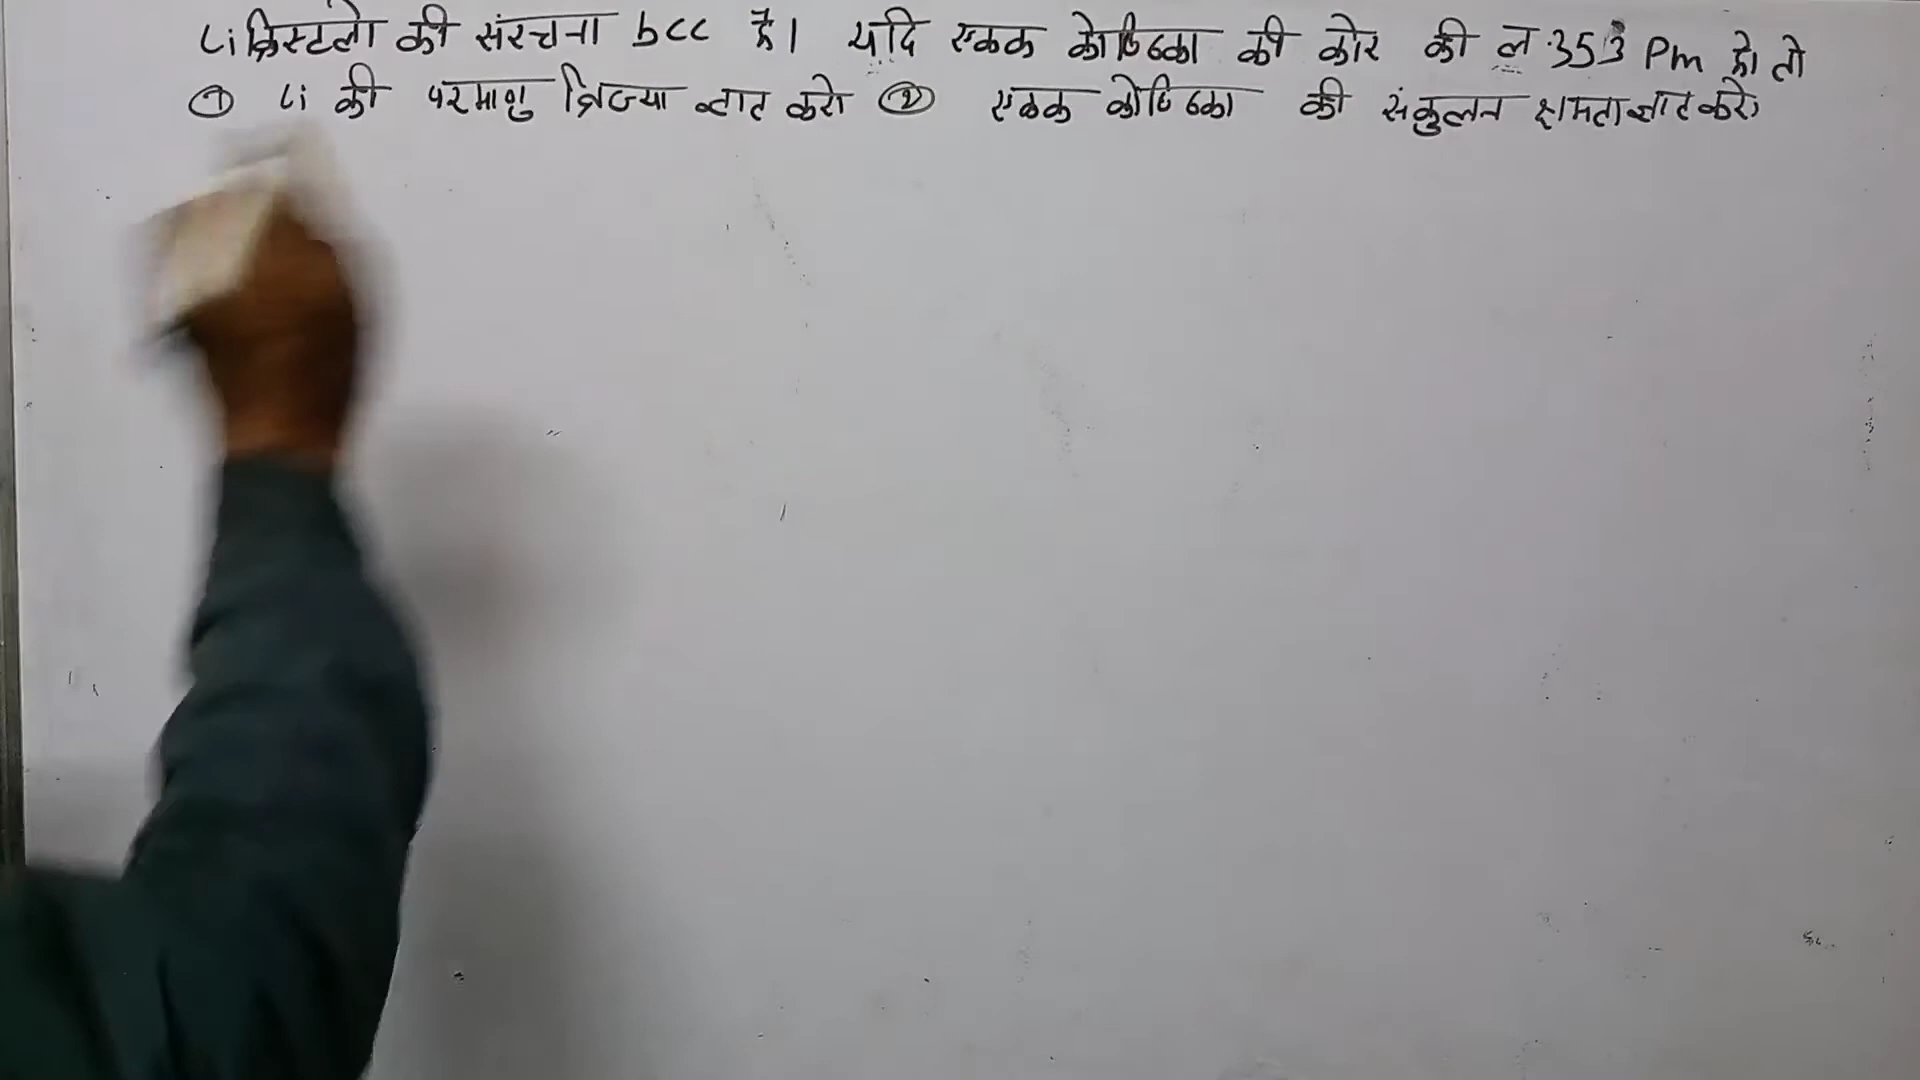 Li क्रिस्टलो की संरचना bcc है। यदि एकक कोष्ठिका की कोर की ल. 353 Pm हो तो
① Li की परमाणु त्रिज्या ज्ञात करो ② एकक कोष्ठिका की संकुलन क्षमता ज्ञात करो